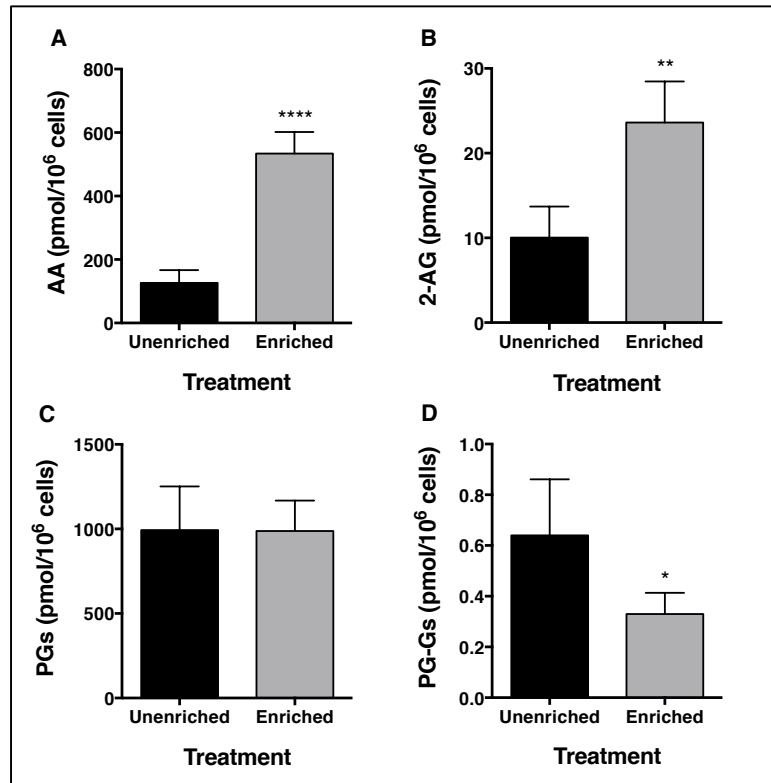 A
AA (pmol/10⁶ cells)
800
600
400
200
0
****
Unenriched Enriched
Treatment
B
2-AG (pmol/10⁶ cells)
30
20
10
0
**
Unenriched Enriched
Treatment
C
PGs (pmol/10⁶ cells)
1500
1000
500
0
Unenriched Enriched
Treatment
D
PG-Gs (pmol/10⁶ cells)
1.0
0.8
0.6
0.4
0.2
0.0
*
Unenriched Enriched
Treatment